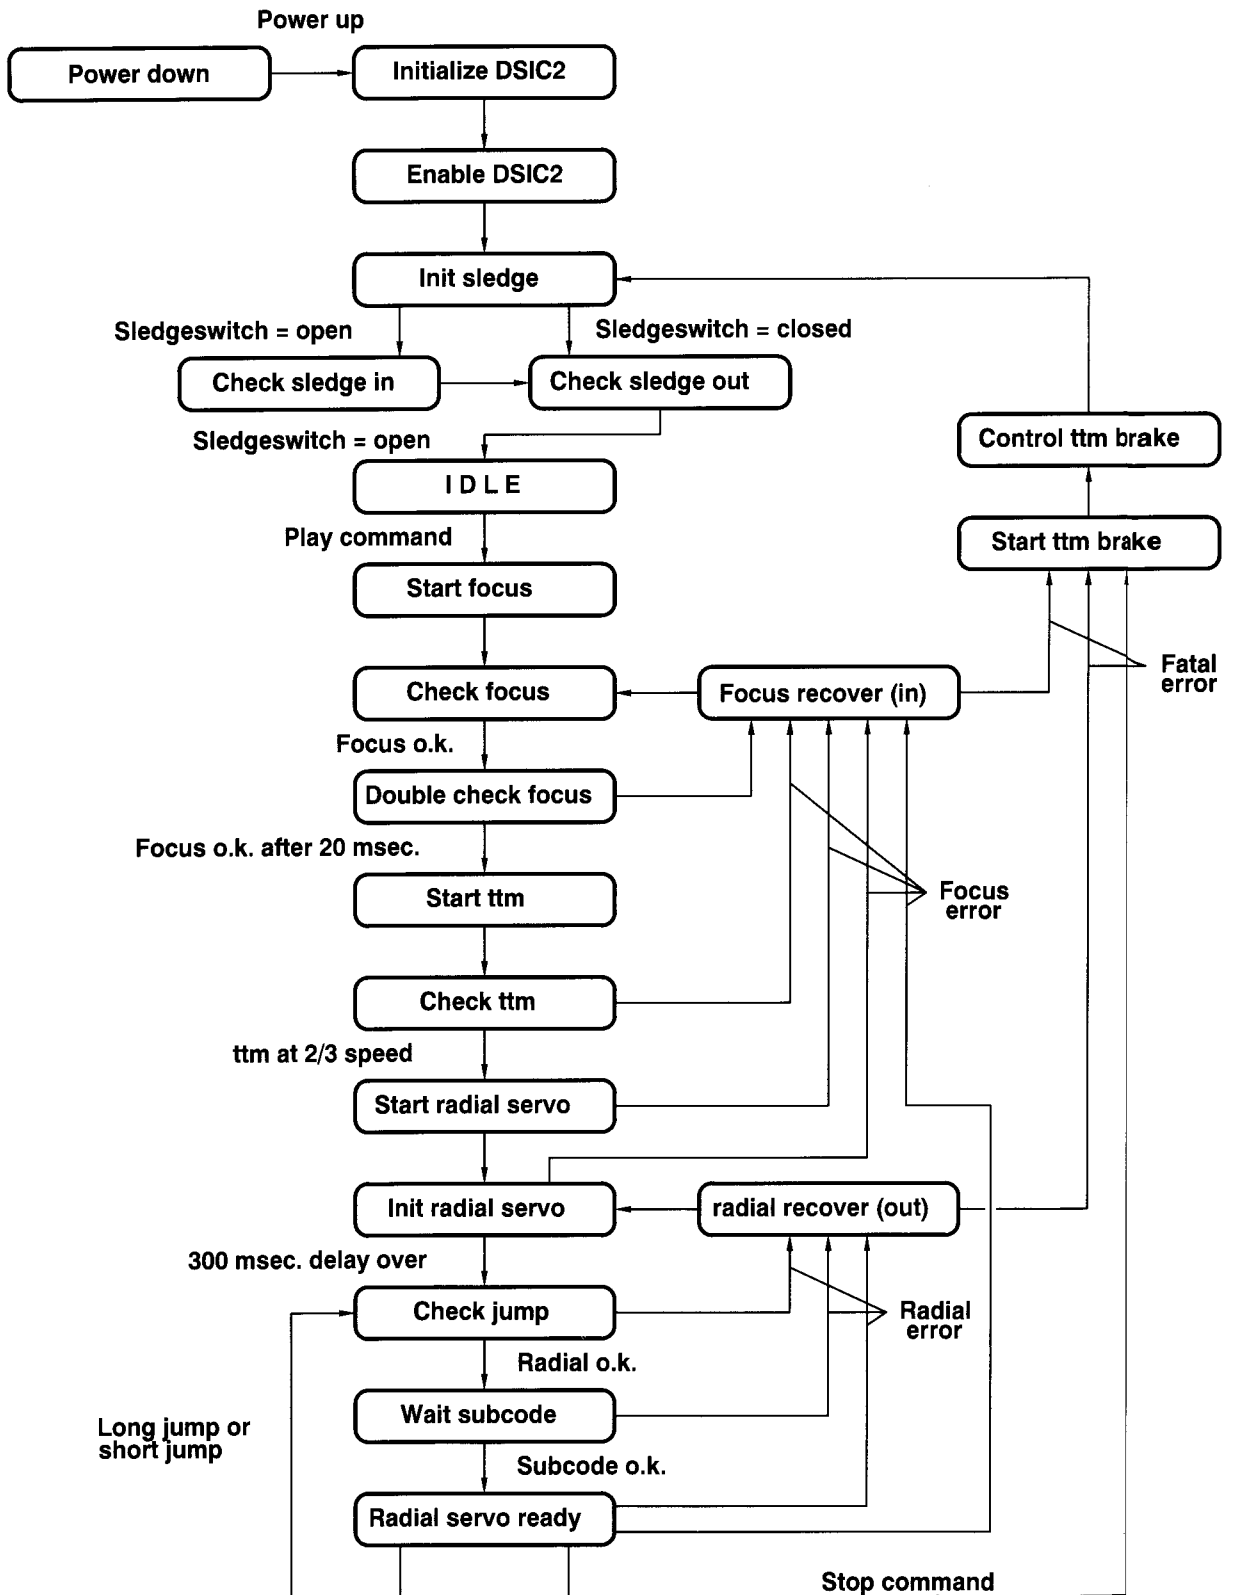 Power up
Power down
Initialize DSIC2
Enable DSIC2
Init sledge
Sledgeswitch = open
Sledgeswitch = closed
Check sledge in
Check sledge out
Control ttm brake
Sledgeswitch = open
I D L E
Play command
Start ttm brake
Start focus
Fatal
error
Check focus
Focus recover (in)
Focus o.k.
Double check focus
Focus o.k. after 20 msec.
Start ttm
Focus
error
Check ttm
ttm at 2/3 speed
Start radial servo
Init radial servo
radial recover (out)
300 msec. delay over
Check jump
Radial
error
Radial o.k.
Wait subcode
Long jump or
short jump
Subcode o.k.
Radial servo ready
Stop command